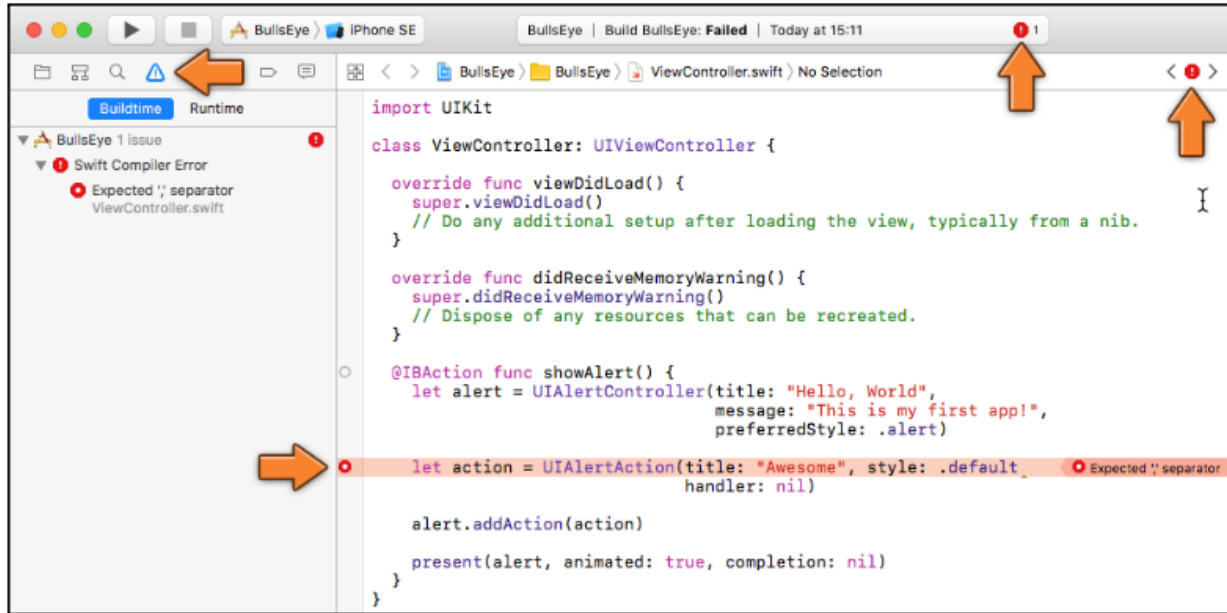 BullsEye 〉 iPhone SE
BullsEye | Build BullsEye: Failed | Today at 15:11
1
BullsEye 〉 BullsEye 〉 ViewController.swift 〉 No Selection
Buildtime Runtime
BullsEye 1 issue
Swift Compiler Error
Expected ',' separator
ViewController.swift
import UIKit
class ViewController: UIViewController {
override func viewDidLoad() {
super.viewDidLoad()
// Do any additional setup after loading the view, typically from a nib.
}
override func didReceiveMemoryWarning() {
super.didReceiveMemoryWarning()
// Dispose of any resources that can be recreated.
}
@IBAction func showAlert() {
let alert = UIAlertController(title: "Hello, World",
message: "This is my first app!",
preferredStyle: .alert)
let action = UIAlertAction(title: "Awesome", style: .default
Expected ',' separator
handler: nil)
alert.addAction(action)
present(alert, animated: true, completion: nil)
}
}